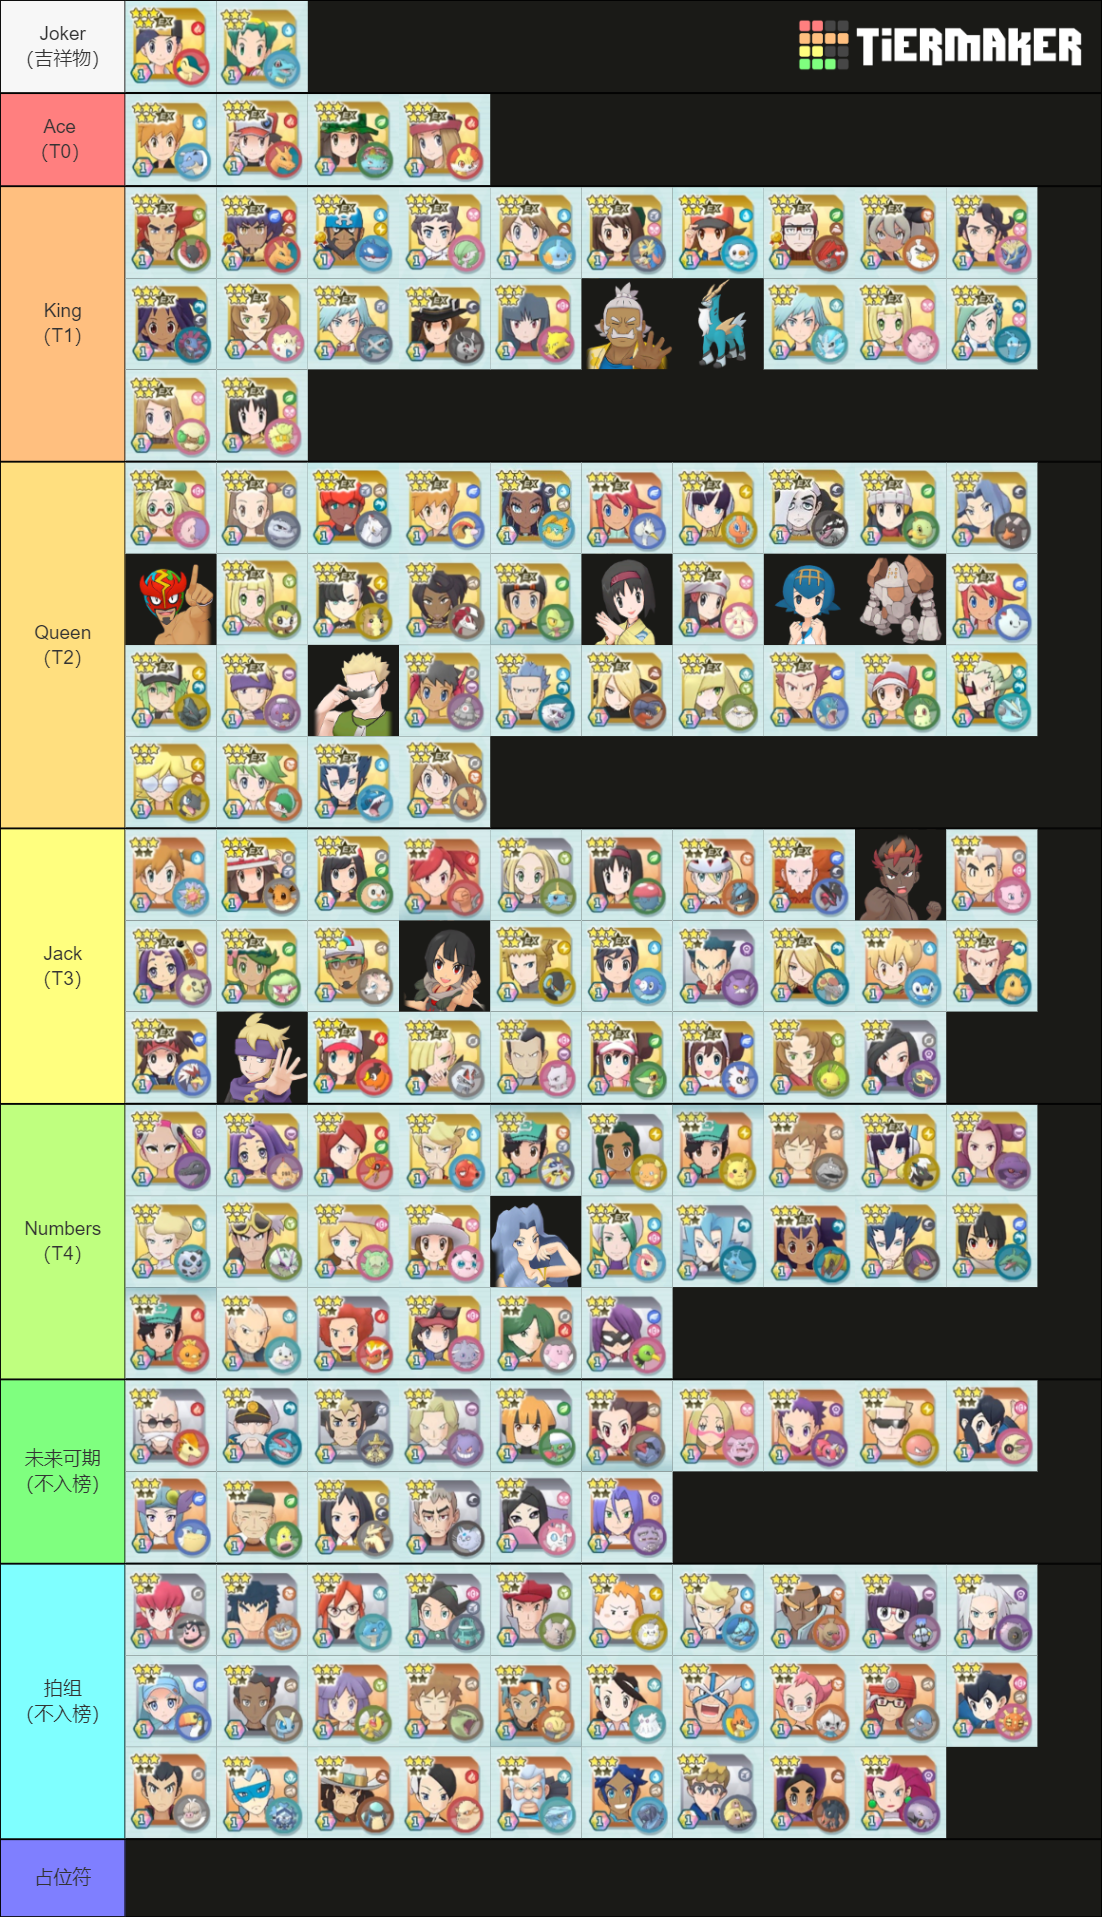 Joker
(吉祥物)
TiERMAKER
Ace
(T0)
King
(T1)
Queen
(T2)
Jack
(T3)
Numbers
(T4)
未来可期
(不入榜)
拍组
(不入榜)
占位符